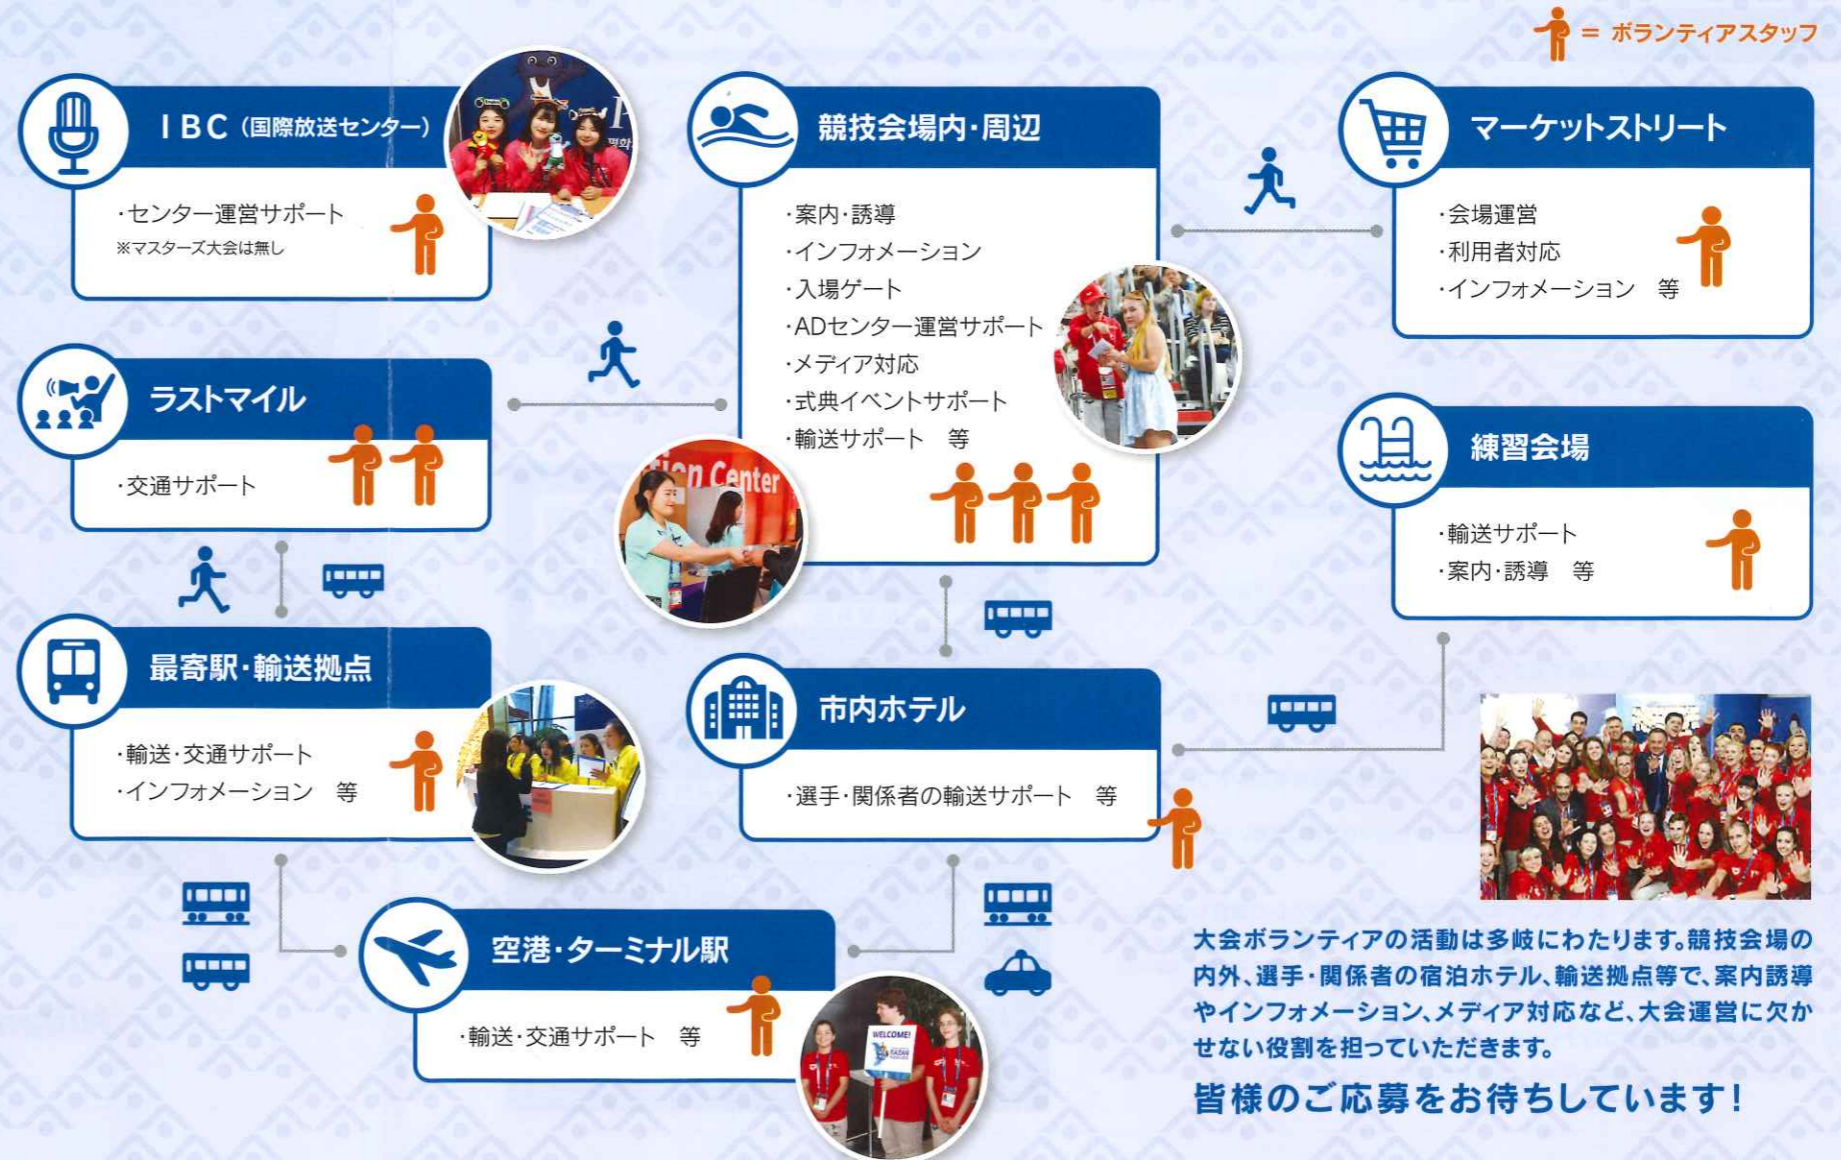 = ボランティアスタッフ
IBC（国際放送センター）
・センター運営サポート
※マスターズ大会は無し
競技会場内・周辺
・案内・誘導
・インフォメーション
・入場ゲート
・ADセンター運営サポート
・メディア対応
・式典イベントサポート
・輸送サポート 等
マーケットストリート
・会場運営
・利用者対応
・インフォメーション 等
ラストマイル
・交通サポート
練習会場
・輸送サポート
・案内・誘導 等
tion Center
最寄駅・輸送拠点
・輸送・交通サポート
・インフォメーション 等
市内ホテル
・選手・関係者の輸送サポート 等
空港・ターミナル駅
・輸送・交通サポート 等
WELCOME!
KAZAN
大会ボランティアの活動は多岐にわたります。競技会場の
内外、選手・関係者の宿泊ホテル、輸送拠点等で、案内誘導
やインフォメーション、メディア対応など、大会運営に欠か
せない役割を担っていただきます。
皆様のご応募をお待ちしています！